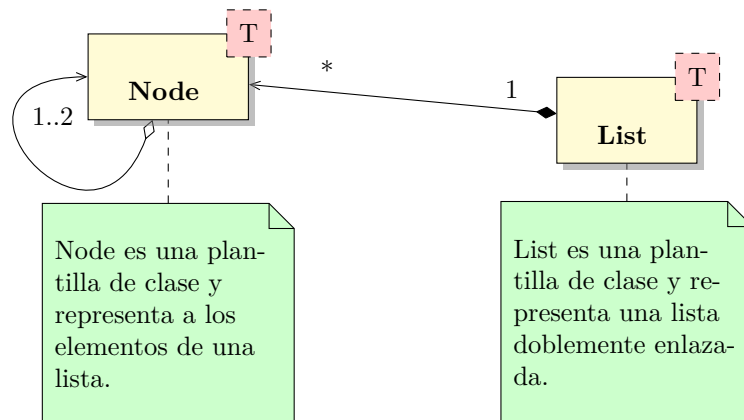 T
Node
1..2
*
1
T
List
Node es una plan-
tilla de clase y
representa a los
elementos de una
lista.
List es una plan-
tilla de clase y re-
presenta una lista
doblemente enlaza-
da.